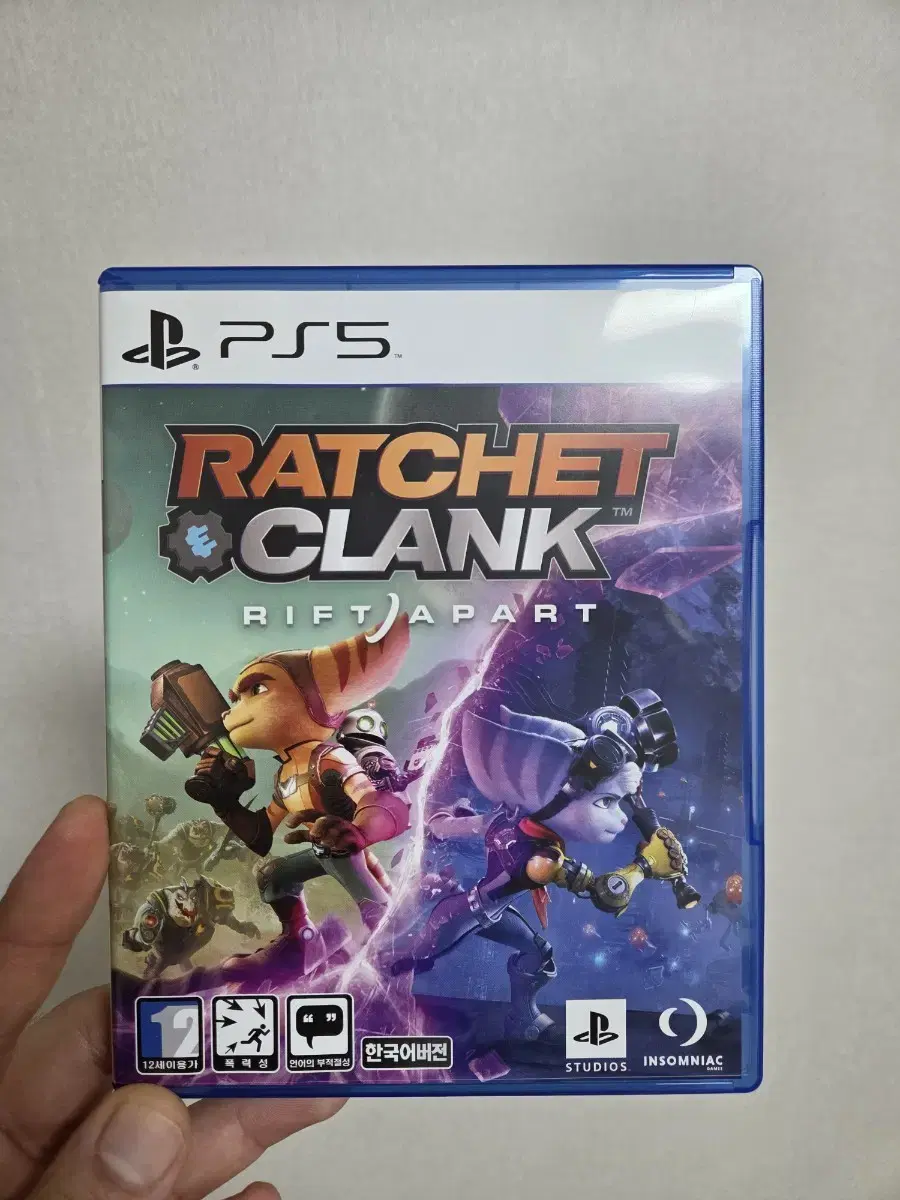 PS5
RATCHET™
& CLANK
RIFT APART
12
12세이용가
폭력성
언어의 부적절성
한국어버전
STUDIOS
INSOMNIAC
GAMES